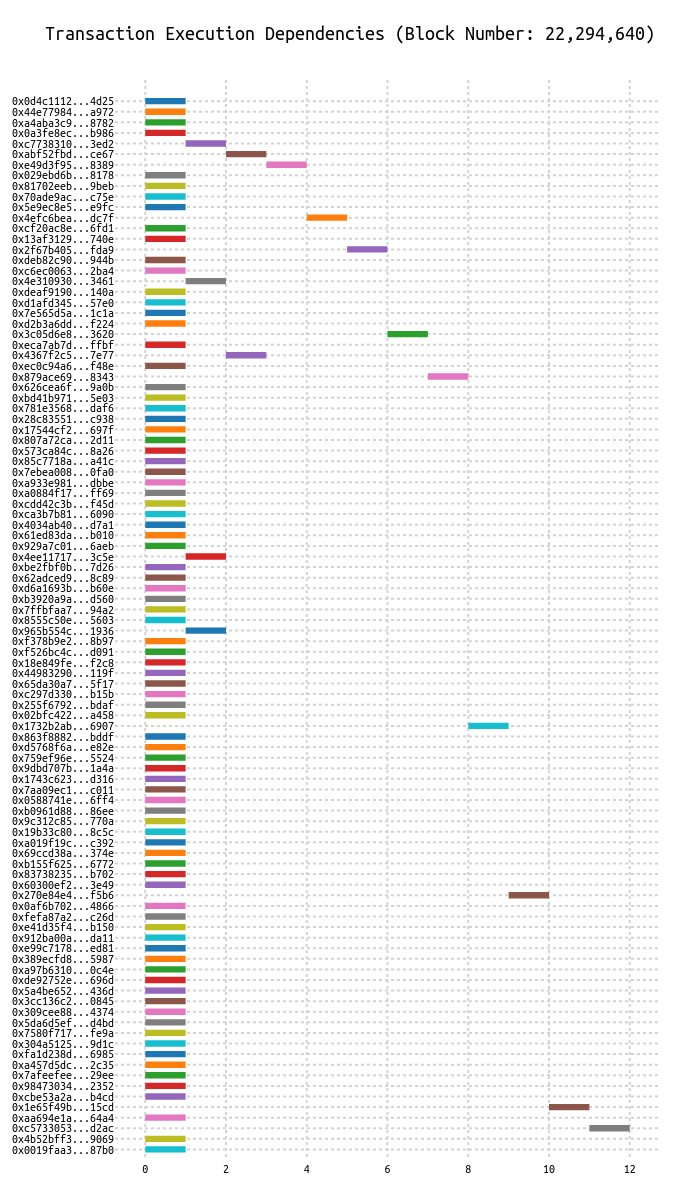 Transaction Execution Dependencies (Block Number: 22,294,640)
0x0d4c1112...4d25
0x44e77984...a972
0xa4aba3c9...8782
0x0a3fe8ec...b986
0xc7738310...3ed2
0xabf52fbd...ce67
0xe49d3f95...8389
0x029ebd6b...8178
0x81702eeb...9beb
0x70ade9ac...c75e
0x5e9ec8e5...e9fc
0x4efc6bea...dc7f
0xcf20ac8e...6fd1
0x13af3129...740e
0x2f67b405...fda9
0xdeb82c90...944b
0xc6ec0063...2ba4
0x4e310930...3461
0xdeaf9190...140a
0xd1afd345...57e0
0x7e565d5a...1c1a
0xd2b3a6dd...f224
0x3c05d6e8...3620
0xeca7ab7d...ffbf
0x4367f2c5...7e77
0xec0c94a6...f48e
0x879ace69...8343
0x626cea6f...9a0b
0xbd41b971...5e03
0x781e3568...daf6
0x28c83551...c938
0x17544cf2...697f
0x807a72ca...2d11
0x573ca84c...8a26
0x85c7718a...a41c
0x7ebea008...0fa0
0xa933e981...dbbe
0xa0884f17...ff69
0xcdd42c3b...f45d
0xca3b7b81...6090
0x4034ab40...d7a1
0x61ed83da...b010
0x929a7c01...6aeb
0x4ee11717...3c5e
0xbe2fbf0b...7d26
0x62adced9...8c89
0xd6a1693b...b60e
0xb3920a9a...d560
0x7ffbfaa7...94a2
0x8555c50e...5603
0x965b554c...1936
0xf378b9e2...8b97
0xf526bc4c...d091
0x18e849fe...f2c8
0x44983290...119f
0x65da30a7...5f17
0xc297d330...b15b
0x255f6792...bdaf
0x02bfc422...a458
0x1732b2ab...6907
0x863f8882...bddf
0xd5768f6a...e82e
0x759ef96e...5524
0x9dbd707b...1a4a
0x1743c623...d316
0x7aa09ec1...c011
0x0588741e...6ff4
0xb0961d88...86ee
0x9c312c85...770a
0x19b33c80...8c5c
0xa019f19c...c392
0x69ccd38a...374e
0xb155f625...6772
0x83738235...b702
0x60300ef2...3e49
0x270e84e4...f5b6
0x0af6b702...4866
0xfefa87a2...c26d
0xe41d35f4...b150
0x912ba00a...da11
0xe99c7178...ed81
0x389ecfd8...5987
0xa97b6310...0c4e
0xde92752e...696d
0x5a4be652...436d
0x3cc136c2...0845
0x309cee88...4374
0x5da6d5ef...d4bd
0x7580f717...fe9a
0x304a5125...9d1c
0xfa1d238d...6985
0xa457d5dc...2c35
0x7afeefee...29ee
0x98473034...2352
0xcbe53a2a...b4cd
0x1e65f49b...15cd
0xaa694e1a...64a4
0xc5733053...d2ac
0x4b52bff3...9069
0x0019faa3...87b0
0 2 4 6 8 10 12